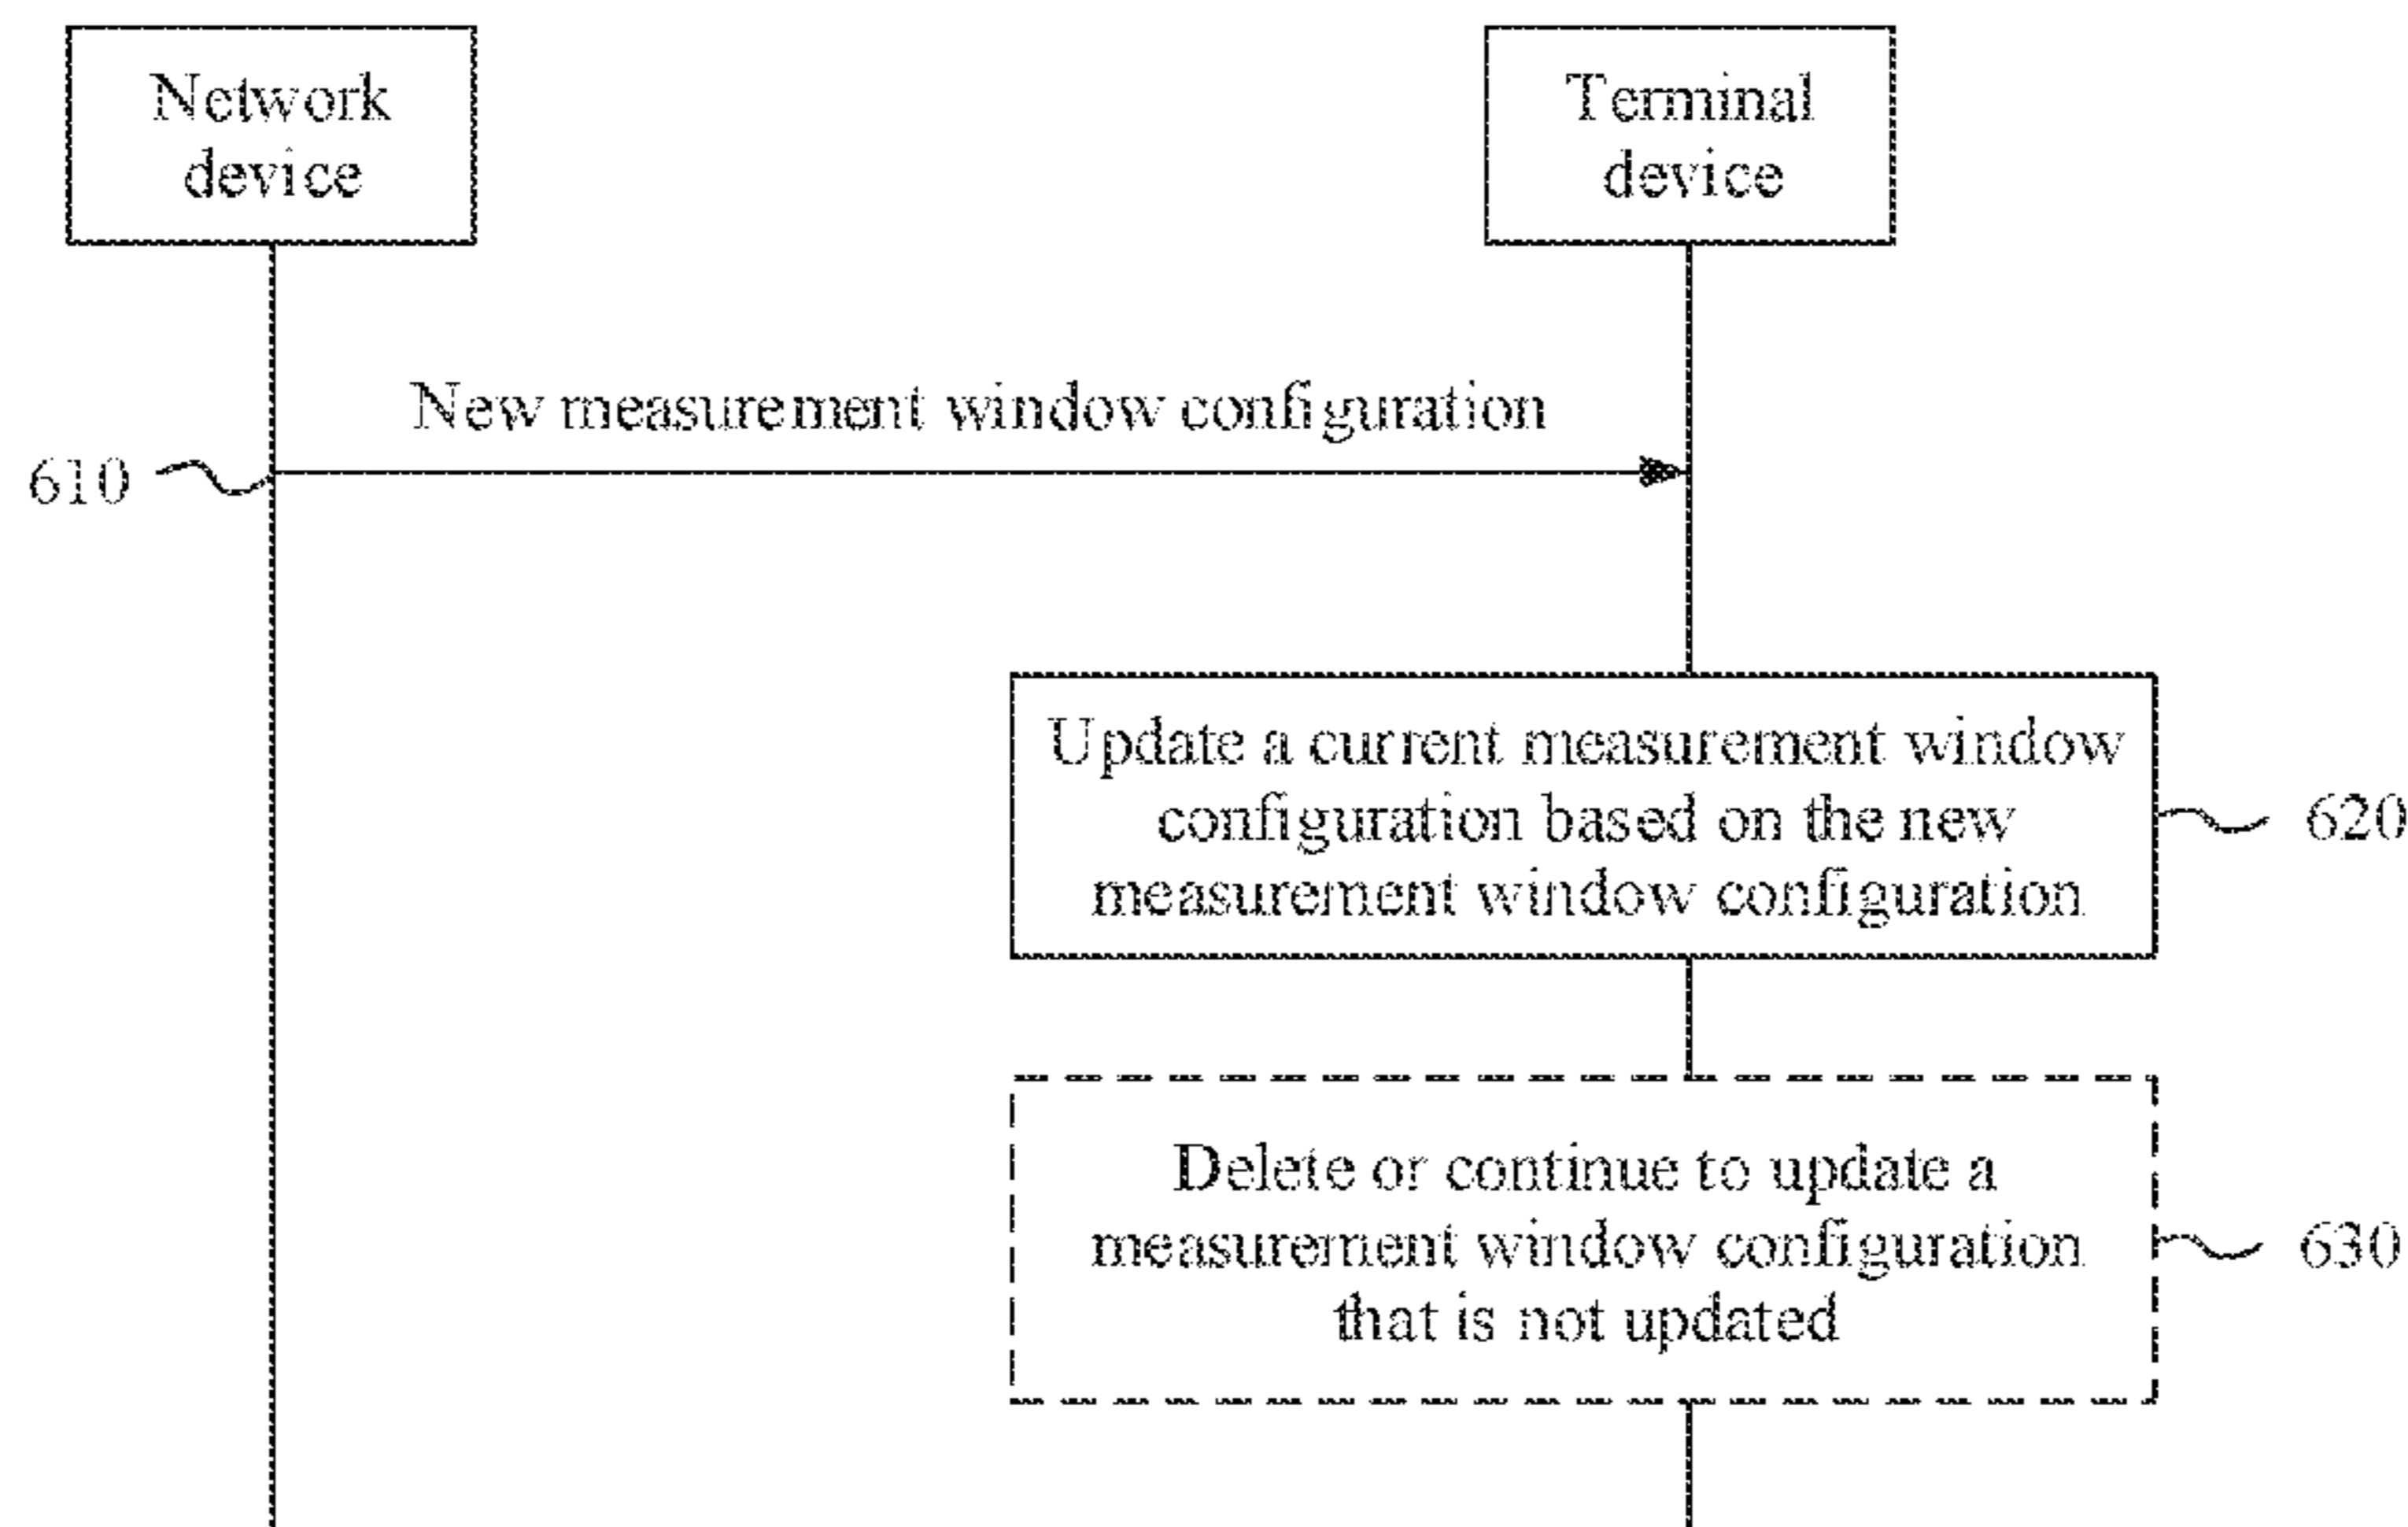 Network
device
Terminal
device
New measurement window configuration
610
Update a current measurement window
configuration based on the new
measurement window configuration
620
Delete or continue to update a
measurement window configuration
that is not updated
630